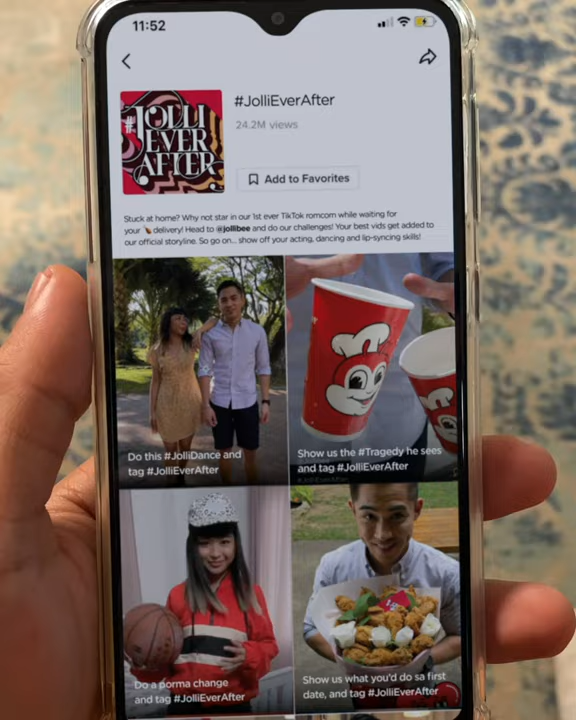 11:52
#JOLLI
EVER
AFTER
#JolliEverAfter
24.2M views
Add to Favorites
Stuck at home? Why not star in our 1st ever TikTok romcom while waiting for
your 🍗 delivery! Head to @jollibee and do our challenges! Your best vids get added to
our official storyline. So go on... show off your acting, dancing and lip-syncing skills!
Do this #JolliDance and
tag #JolliEverAfter
Show us the #Tragedy he sees
and tag #JolliEverAfter
#JolliEverAfter
Do a porma change
and tag #JolliEverAfter
Show us what you'd do sa first
date, and tag #JolliEverAfter